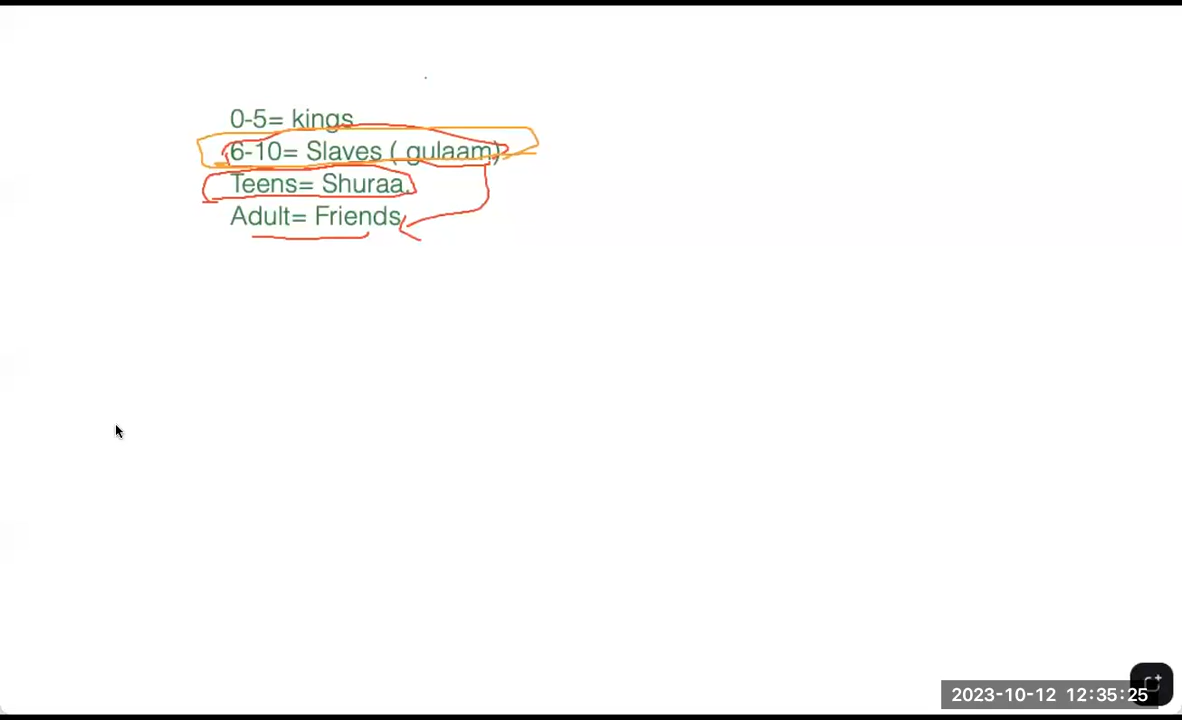 0-5= kings
6-10= Slaves ( gulaam)
Teens= Shuraa.
Adult= Friends
2023-10-12 12:35:25